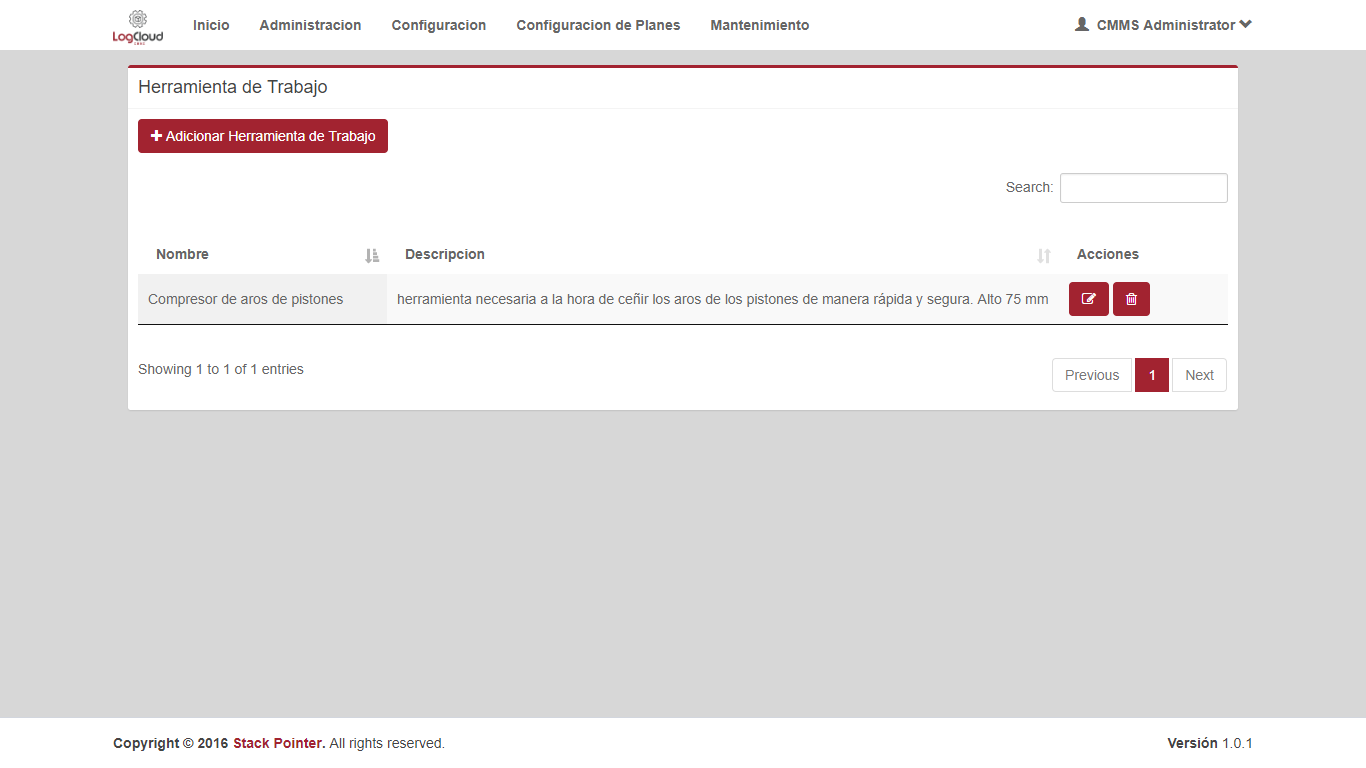 LogCloud
CMMS
Inicio Administracion Configuracion Configuracion de Planes Mantenimiento CMMS Administrator
Herramienta de Trabajo
Adicionar Herramienta de Trabajo
Search:
Nombre Descripcion Acciones
Compresor de aros de pistones herramienta necesaria a la hora de ceñir los aros de los pistones de manera rápida y segura. Alto 75 mm
Showing 1 to 1 of 1 entries Previous 1 Next
Copyright © 2016 Stack Pointer. All rights reserved. Versión 1.0.1